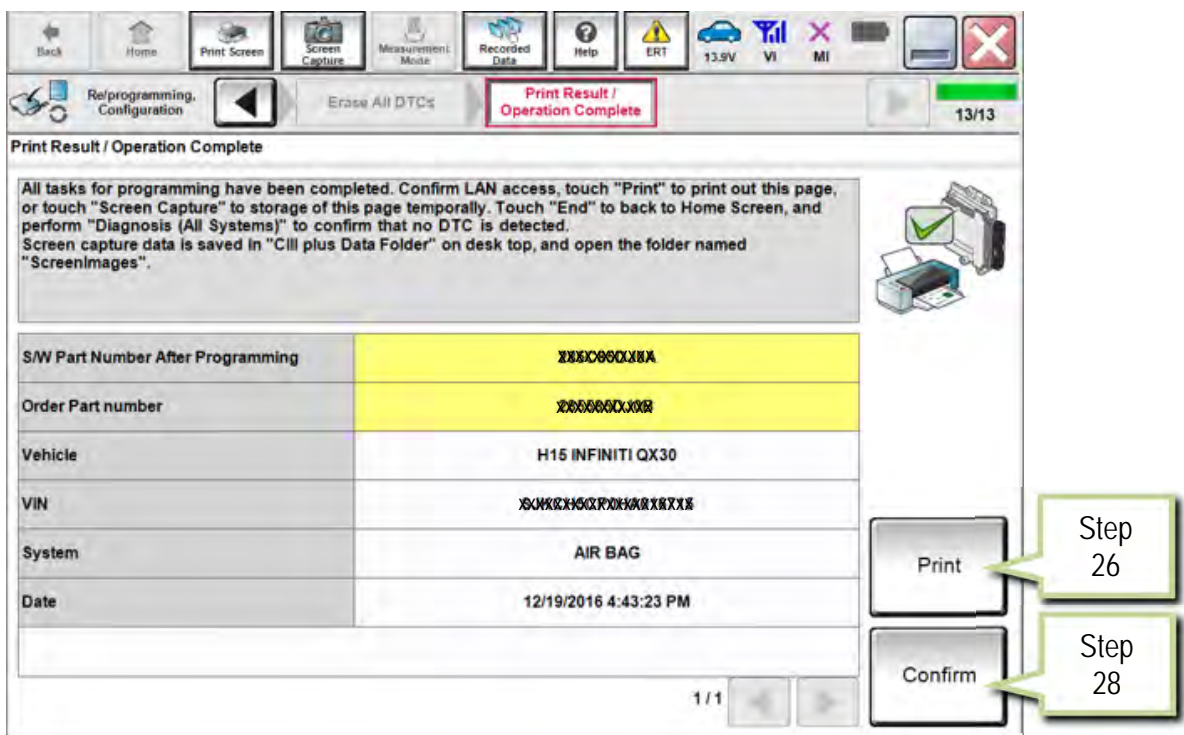 Back
Home
Print Screen
Screen Capture
Measurement Mode
Recorded Data
Help
ERT
13.9V
VI
MI
Re/programming, Configuration
Erase All DTCs
Print Result / Operation Complete
13/13
Print Result / Operation Complete
All tasks for programming have been completed. Confirm LAN access, touch "Print" to print out this page,
or touch "Screen Capture" to storage of this page temporally. Touch "End" to back to Home Screen, and
perform "Diagnosis (All Systems)" to confirm that no DTC is detected.
Screen capture data is saved in "CIII plus Data Folder" on desk top, and open the folder named
"ScreenImages".
S/W Part Number After Programming
Order Part number
Vehicle
H15 INFINITI QX30
VIN
System
AIR BAG
Date
12/19/2016 4:43:23 PM
Print
Step 26
Confirm
Step 28
1/1